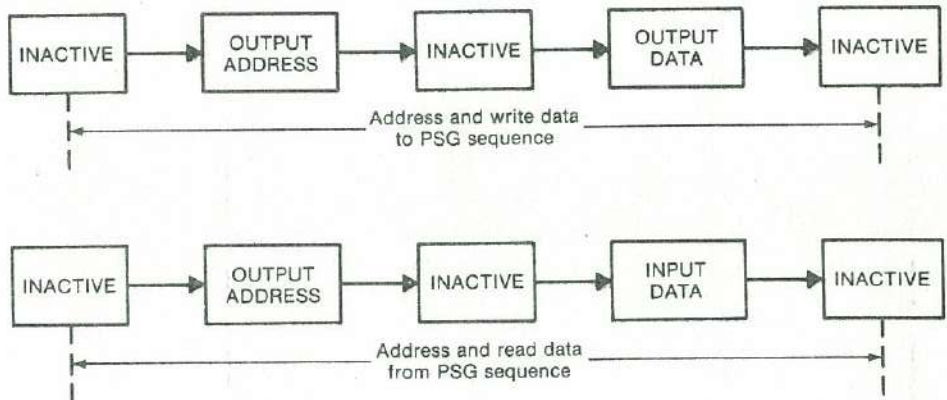 INACTIVE
OUTPUT
ADDRESS
INACTIVE
OUTPUT
DATA
INACTIVE
Address and write data
to PSG sequence
INACTIVE
OUTPUT
ADDRESS
INACTIVE
INPUT
DATA
INACTIVE
Address and read data
from PSG sequence